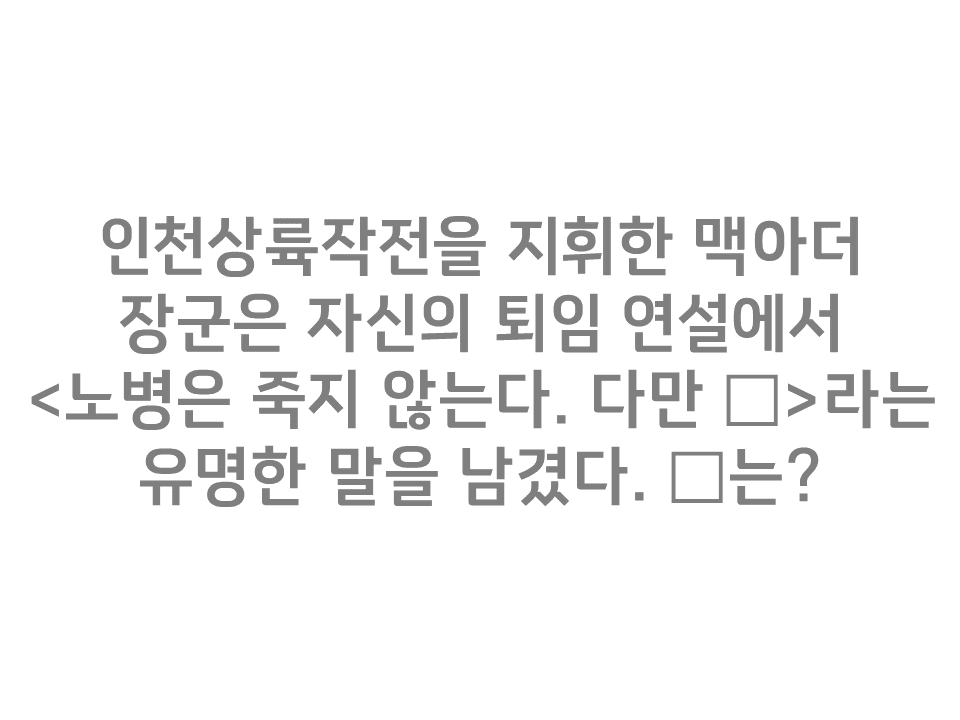 인천상륙작전을 지휘한 맥아더
장군은 자신의 퇴임 연설에서
<노병은 죽지 않는다. 다만 □>라는
유명한 말을 남겼다. □는?